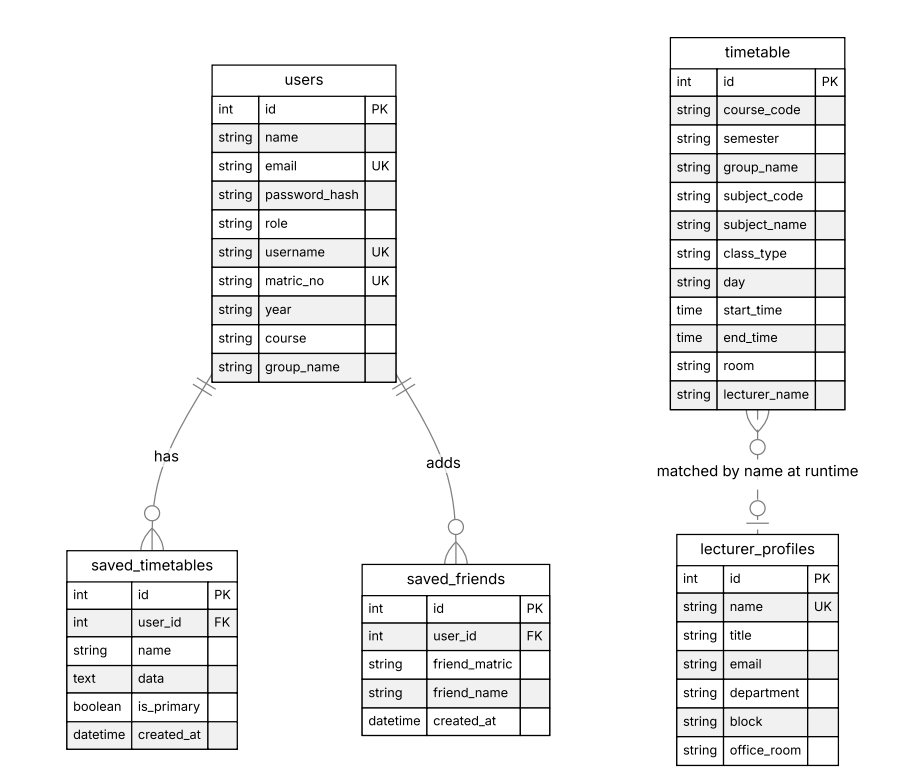 users
int id PK
string name
string email UK
string password_hash
string role
string username UK
string matric_no UK
string year
string course
string group_name
timetable
int id PK
string course_code
string semester
string group_name
string subject_code
string subject_name
string class_type
string day
time start_time
time end_time
string room
string lecturer_name
has
adds
matched by name at runtime
saved_timetables
int id PK
int user_id FK
string name
text data
boolean is_primary
datetime created_at
saved_friends
int id PK
int user_id FK
string friend_matric
string friend_name
datetime created_at
lecturer_profiles
int id PK
string name UK
string title
string email
string department
string block
string office_room